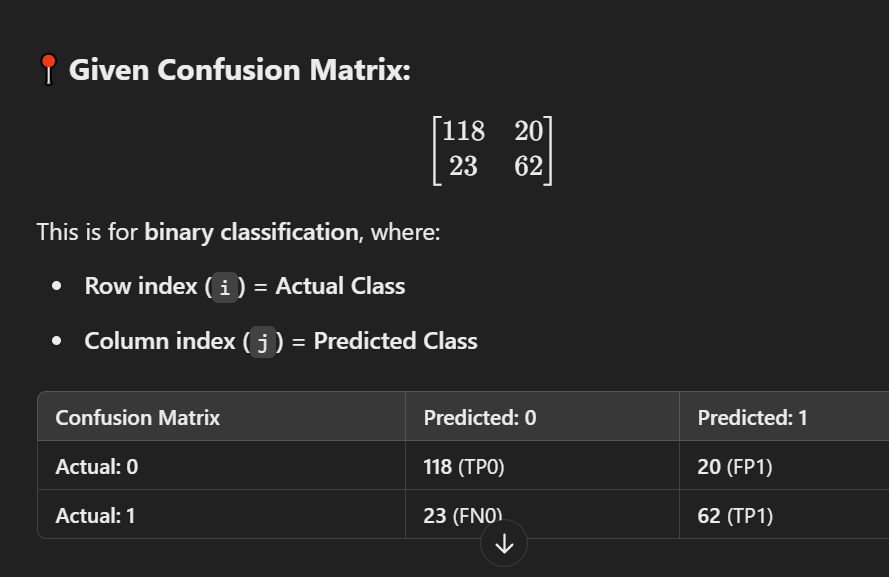 📍 Given Confusion Matrix:
[118 20]
[23 62]
This is for binary classification, where:
• Row index (i) = Actual Class
• Column index (j) = Predicted Class
Confusion Matrix Predicted: 0 Predicted: 1
Actual: 0 118 (TP0) 20 (FP1)
Actual: 1 23 (FN0) 62 (TP1)